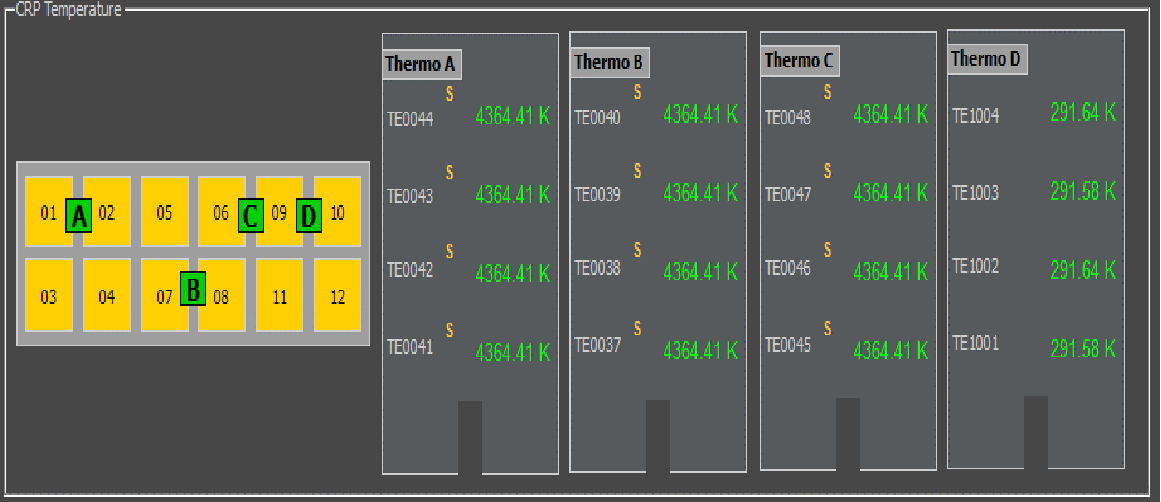 CRP Temperature
01 A 02 05 06 C 09 D 10
03 04 07 B 08 11 12
Thermo A
S
TE0044 4364.41 K
S
TE0043 4364.41 K
S
TE0042 4364.41 K
S
TE0041 4364.41 K
Thermo B
S
TE0040 4364.41 K
S
TE0039 4364.41 K
S
TE0038 4364.41 K
S
TE0037 4364.41 K
Thermo C
S
TE0048 4364.41 K
S
TE0047 4364.41 K
S
TE0046 4364.41 K
S
TE0045 4364.41 K
Thermo D
TE1004 291.64 K
TE1003 291.58 K
TE1002 291.64 K
TE1001 291.58 K